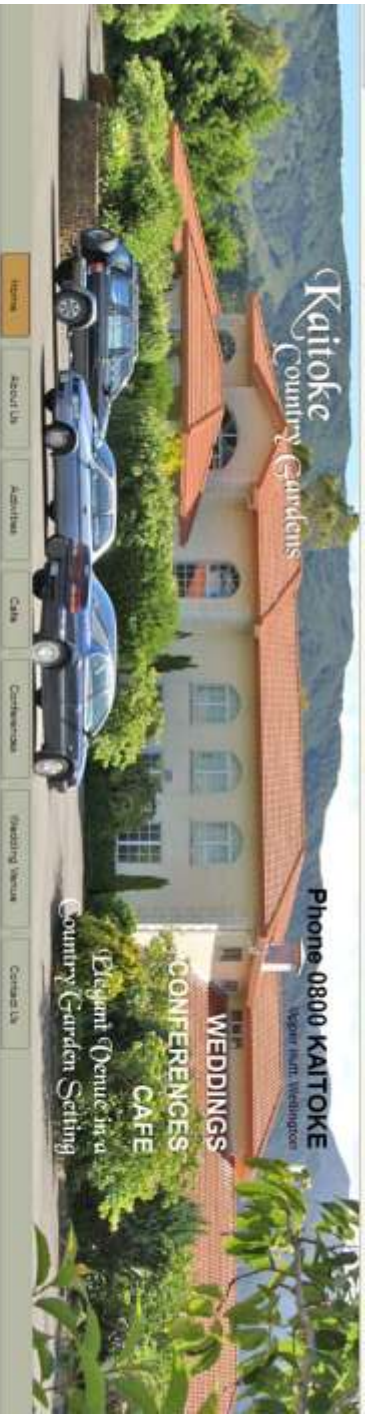 Kaitoke
Country Gardens
Phone 0800 KAITOKE
Upper Hutt, Wellington
WEDDINGS
CONFERENCES
CAFE
Elegant Venue in a
Country Garden Setting
Home
About Us
Activities
Cafe
Conferences
Wedding Venue
Contact Us